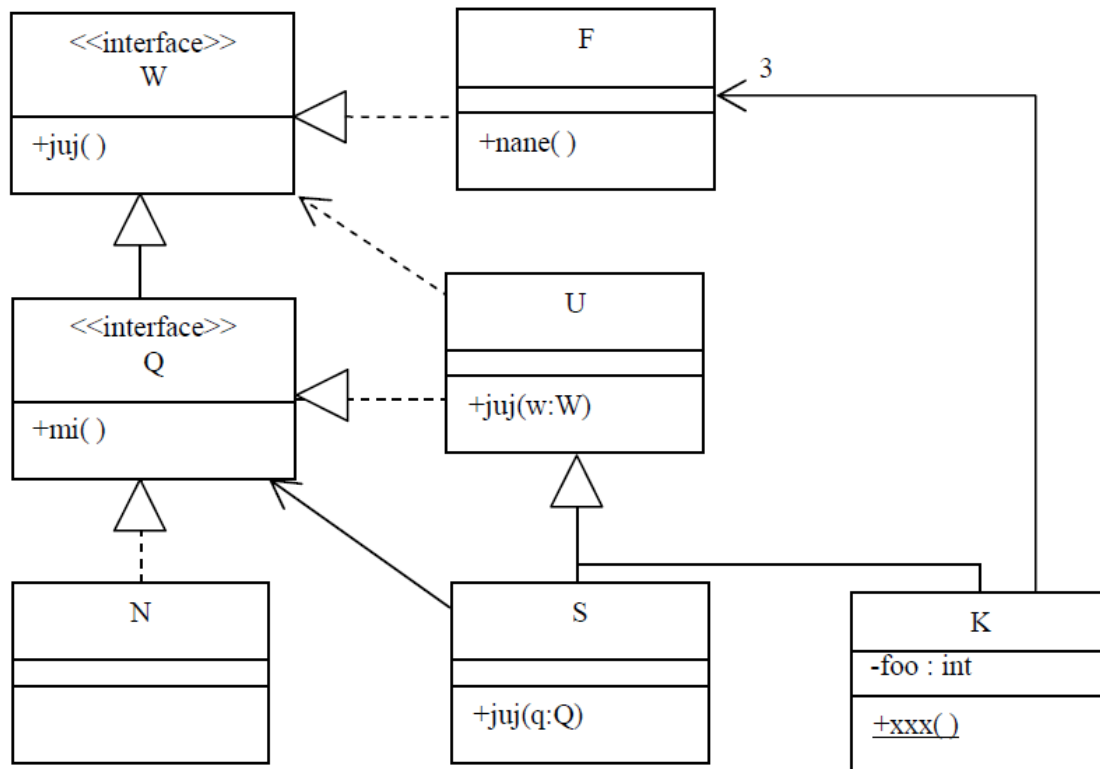 <<interface>>
W
+juj( )
F
+nane( )
3
<<interface>>
Q
+mi( )
U
+juj(w:W)
N
S
+juj(q:Q)
K
-foo : int
+xxx( )